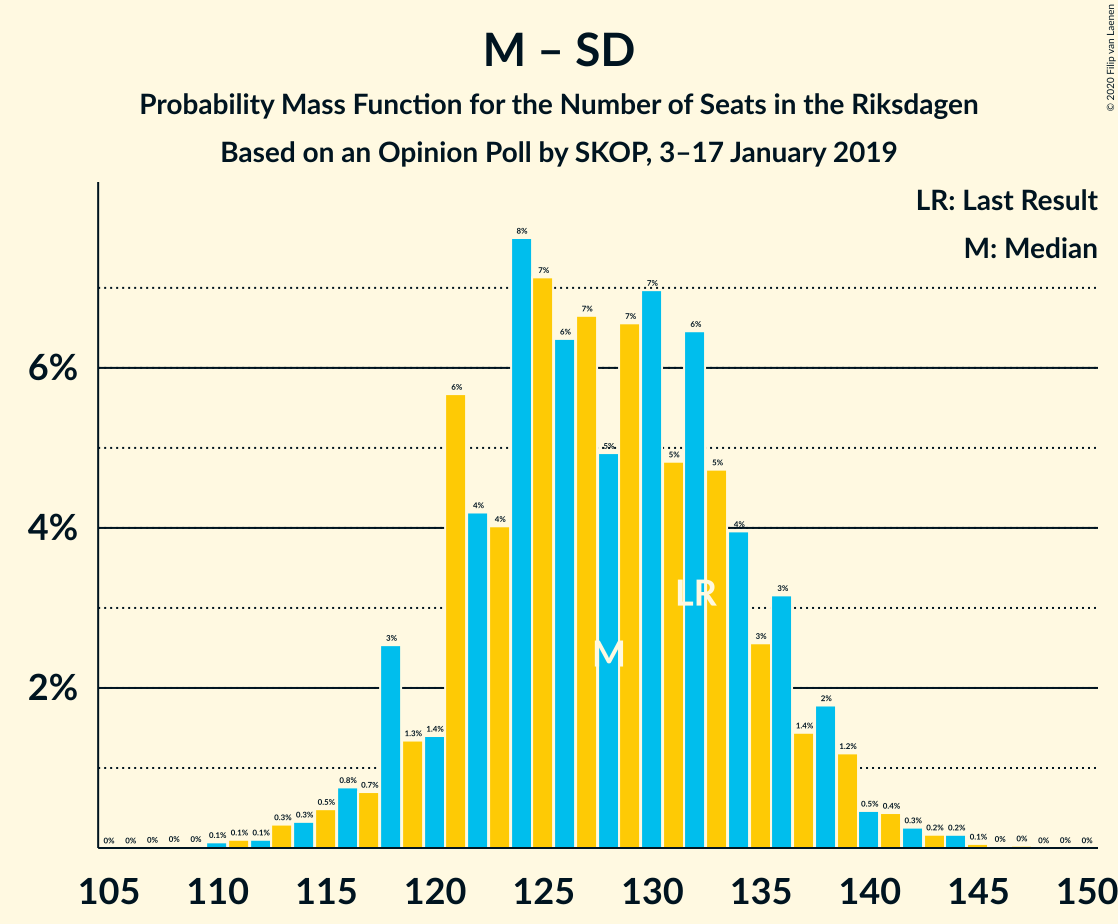 M – SD
Probability Mass Function for the Number of Seats in the Riksdagen
Based on an Opinion Poll by SKOP, 3–17 January 2019
© 2020 Filip van Laenen
LR: Last Result
M: Median
6%
4%
2%
0% 0% 0% 0% 0% 0.1% 0.1% 0.1% 0.3% 0.3% 0.5% 0.8% 0.7% 3% 1.3% 1.4% 6% 4% 4% 8% 7% 6% 7% 5% 7% 7% 5% 6% 5% 4% 3% 3% 1.4% 2% 1.2% 0.5% 0.4% 0.3% 0.2% 0.2% 0.1% 0% 0% 0% 0% 0%
LR
M
105 110 115 120 125 130 135 140 145 150